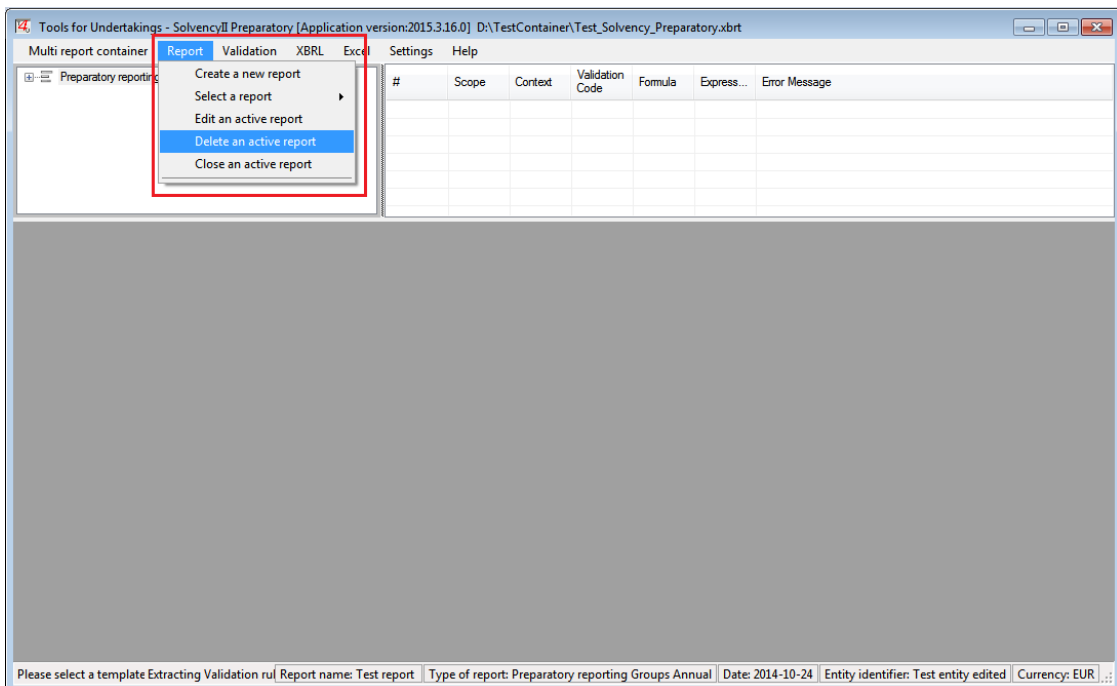 Tools for Undertakings - SolvencyII Preparatory [Application version:2015.3.16.0] D:\TestContainer\Test_Solvency_Preparatory.xbrt
Multi report container Report Validation XBRL Excel Settings Help
Preparatory reporting
Create a new report
Select a report
Edit an active report
Delete an active report
Close an active report
# Scope Context Validation Code Formula Express... Error Message
Please select a template Extracting Validation rul Report name: Test report Type of report: Preparatory reporting Groups Annual Date: 2014-10-24 Entity identifier: Test entity edited Currency: EUR